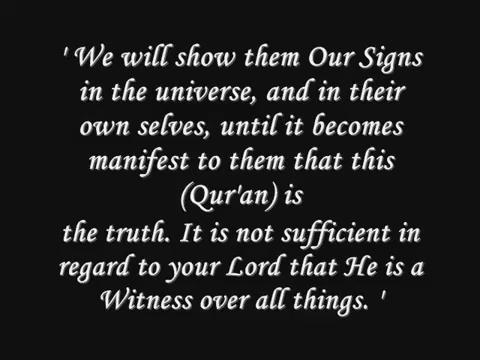 ' We will show them Our Signs
in the universe, and in their
own selves, until it becomes
manifest to them that this
(Qur'an) is
the truth. It is not sufficient in
regard to your Lord that He is a
Witness over all things. '